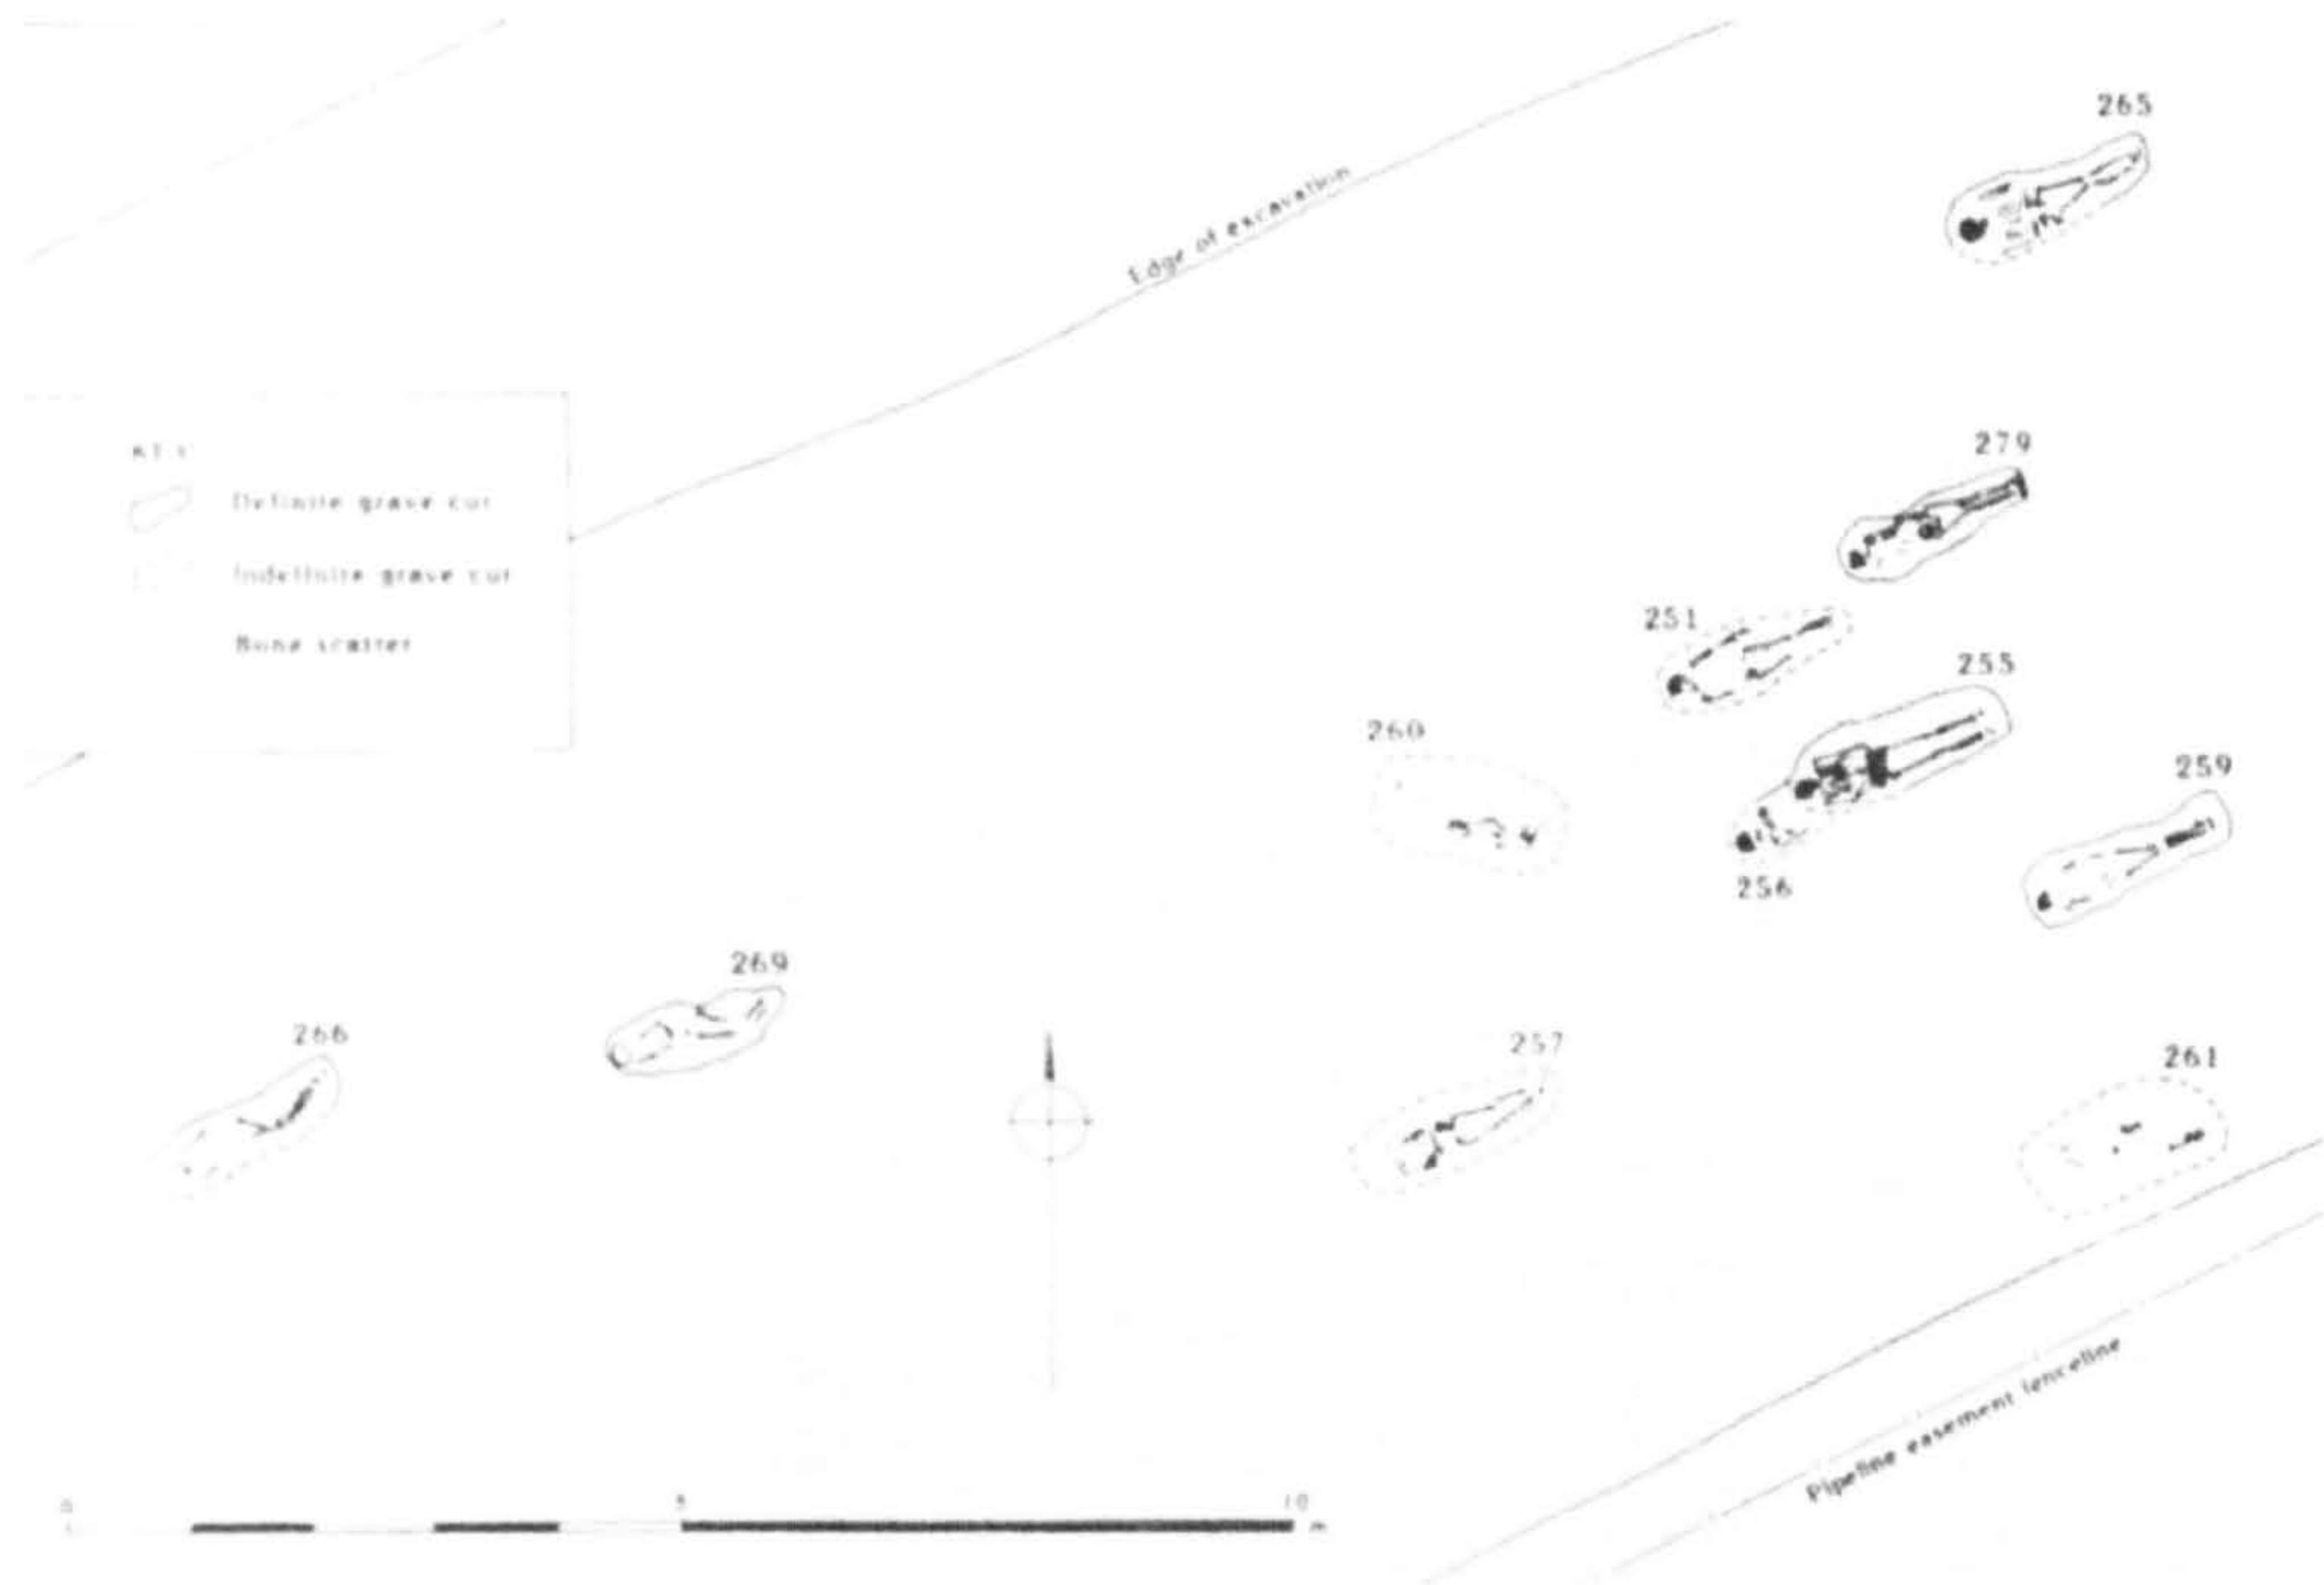 265
Edge of excavation
279
KEY
Definite grave cut
Indefinite grave cut
Bone scatter
251
255
260
259
256
269
266
257
261
Pipeline easement fenceline
0 5 10
m